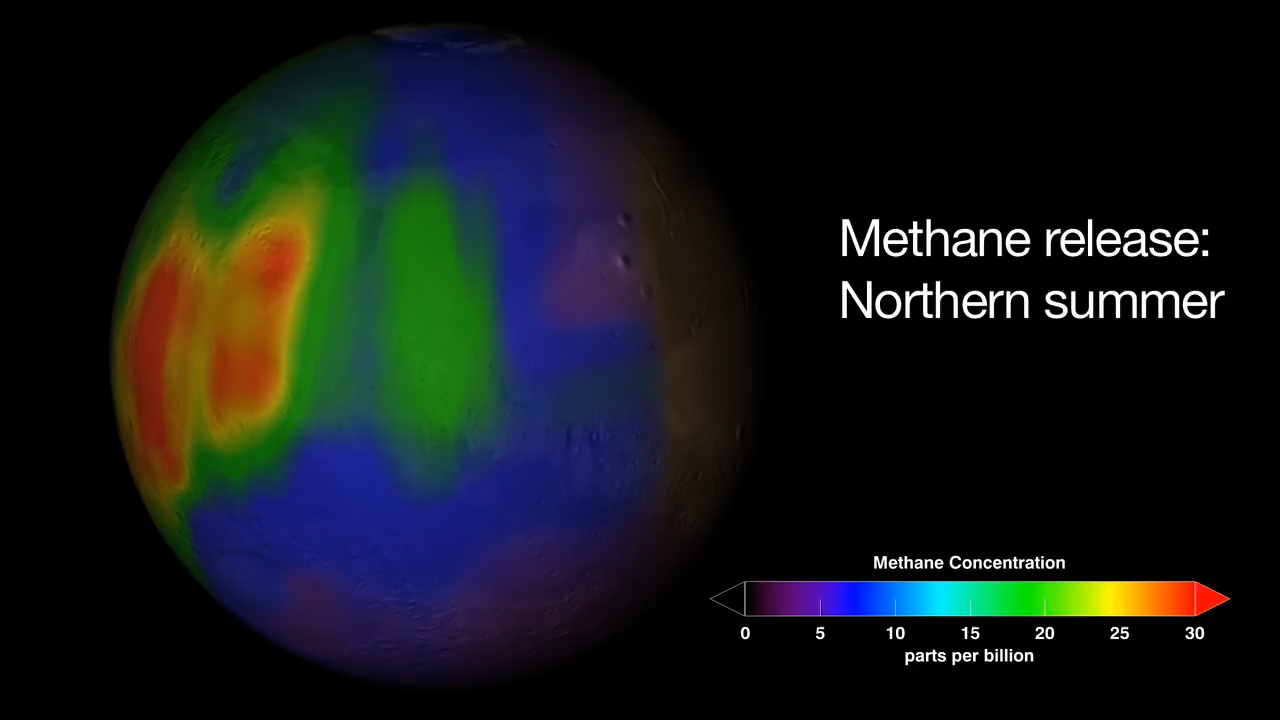 Methane release:
Northern summer
Methane Concentration
0 5 10 15 20 25 30
parts per billion